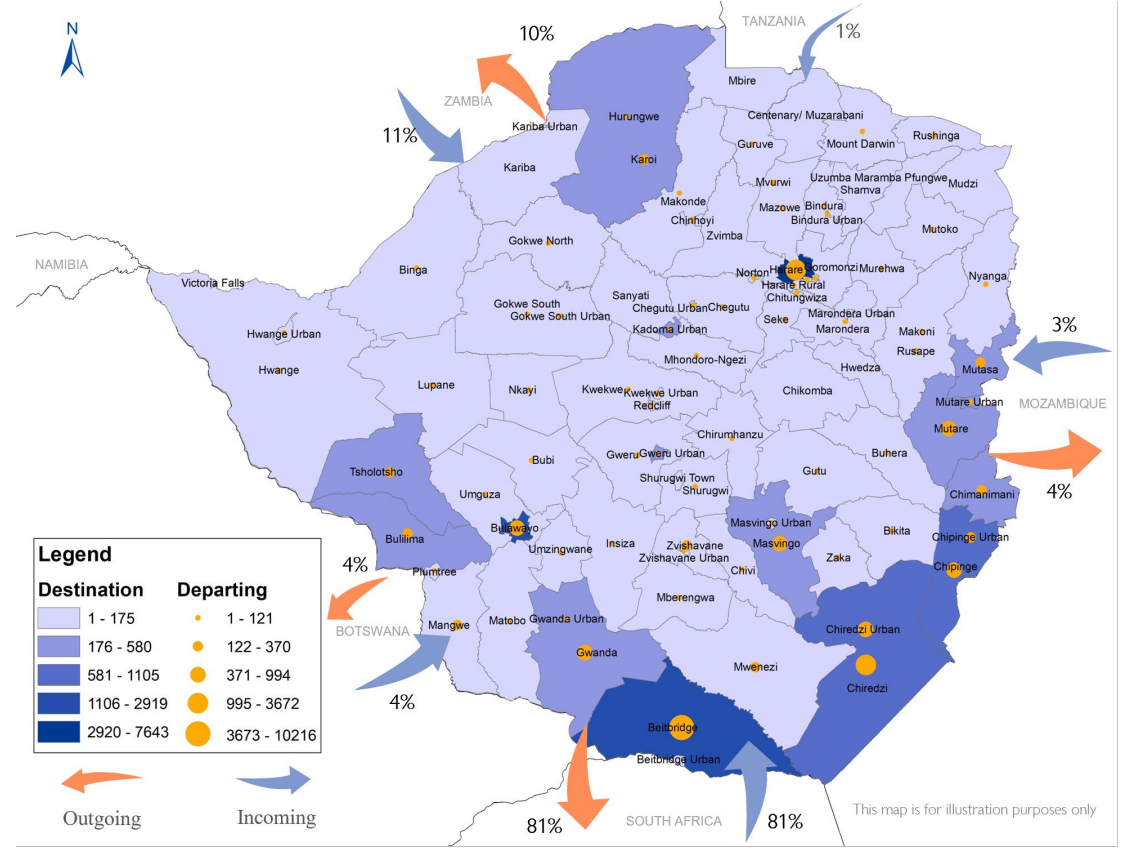 N
TANZANIA
10%
1%
ZAMBIA
Mbire
11%
Kariba Urban
Hurungwe
Centenary/ Muzarabani
Rushinga
Mount Darwin
Guruve
Karoi
Kariba
Mvurwi
Uzumba Maramba Pfungwe
Mudzi
Shamva
Makonde
Mazowe
Bindura
Bindura Urban
Chinhoyi
Mutoko
Zvimba
Gokwe North
NAMIBIA
Binga
Harare
Goromonzi
Murehwa
Norton
Nyanga
Victoria Falls
Harare Rural
Chitungwiza
Sanyati
Gokwe South
Chegutu Urban
Chegutu
Gokwe South Urban
Seke
Marondera Urban
Marondera
Kadoma Urban
Hwange Urban
Makoni
3%
Rusape
Mhondoro-Ngezi
Hwange
Hwedza
Mutasa
Lupane
Nkayi
Kwekwe
Kwekwe Urban
Chikomba
Redcliff
Mutare Urban
MOZAMBIQUE
Mutare
Chirumhanzu
Gweru
Gweru Urban
Buhera
Bubi
Tsholotsho
Gutu
Shurugwi Town
Shurugwi
4%
Umguza
Chimanimani
Masvingo Urban
Bulawayo
Bulilima
Bikita
Chipinge Urban
Insiza
Zvishavane
Masvingo
Umzingwane
Zvishavane Urban
Zaka
Chivi
Chipinge
Plumtree
4%
Mberengwa
BOTSWANA
Mangwe
Matobo
Gwanda Urban
Chiredzi Urban
Gwanda
Mwenezi
Chiredzi
4%
Beitbridge
Beitbridge Urban
81%
SOUTH AFRICA
81%
Legend
Destination
Departing
1 - 175
1 - 121
176 - 580
122 - 370
581 - 1105
371 - 994
1106 - 2919
995 - 3672
2920 - 7643
3673 - 10216
Outgoing
Incoming
This map is for illustration purposes only